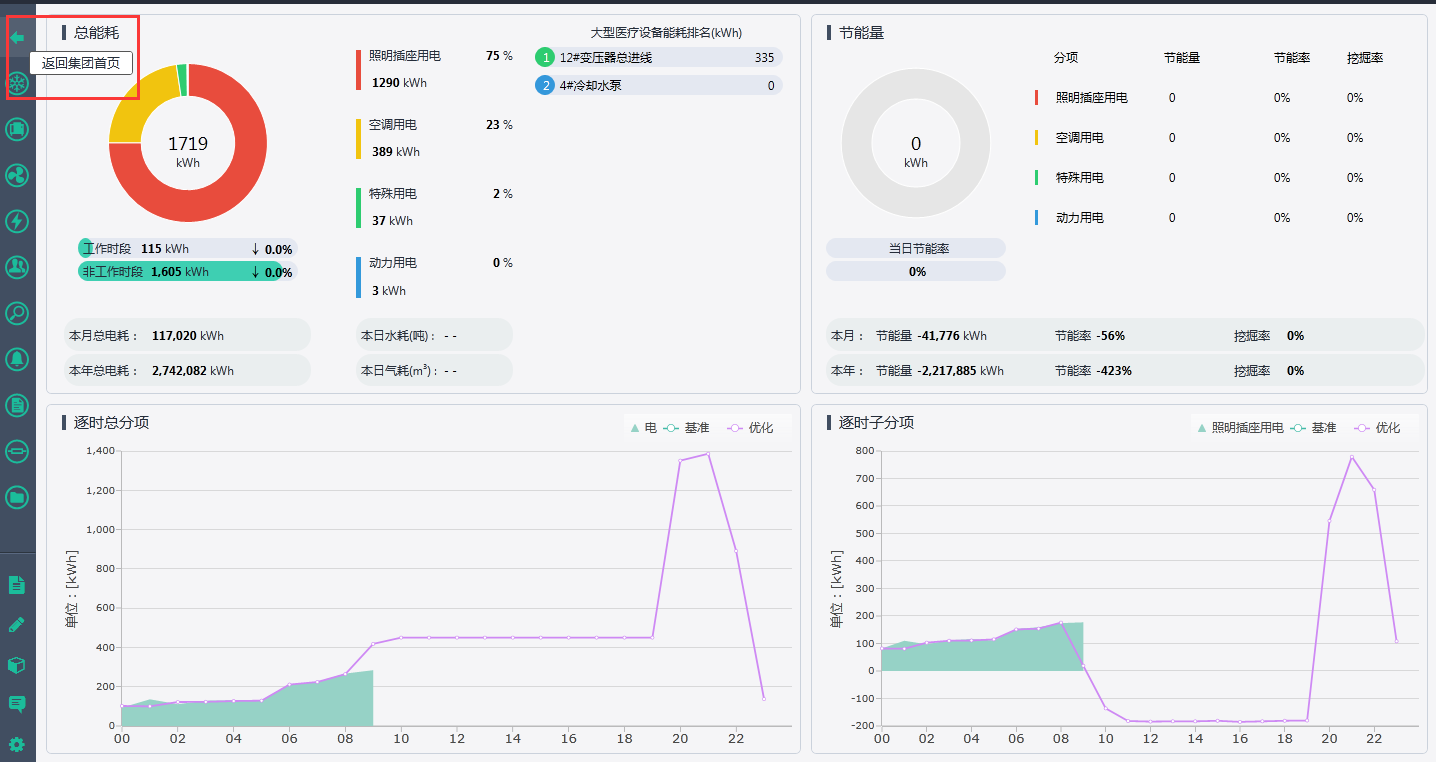 总能耗
返回集团首页
1719
kWh
工作时段 115 kWh ↓ 0.0%
非工作时段 1,605 kWh ↓ 0.0%
照明插座用电 75 %
1290 kWh
空调用电 23 %
389 kWh
特殊用电 2 %
37 kWh
动力用电 0 %
3 kWh
大型医疗设备能耗排名(kWh)
1 12#变压器总进线 335
2 4#冷却水泵 0
本月总电耗： 117,020 kWh
本日水耗(吨)： - -
本年总电耗： 2,742,082 kWh
本日气耗(m³)： - -
节能量
0
kWh
当日节能率
0%
分项 节能量 节能率 挖掘率
照明插座用电 0 0% 0%
空调用电 0 0% 0%
特殊用电 0 0% 0%
动力用电 0 0% 0%
本月： 节能量 -41,776 kWh 节能率 -56% 挖掘率 0%
本年： 节能量 -2,217,885 kWh 节能率 -423% 挖掘率 0%
逐时总分项
电 基准 优化
单位：[kWh]
1,400
1,200
1,000
800
600
400
200
0
00 02 04 06 08 10 12 14 16 18 20 22
逐时子分项
照明插座用电 基准 优化
单位：[kWh]
800
700
600
500
400
300
200
100
0
-100
-200
00 02 04 06 08 10 12 14 16 18 20 22